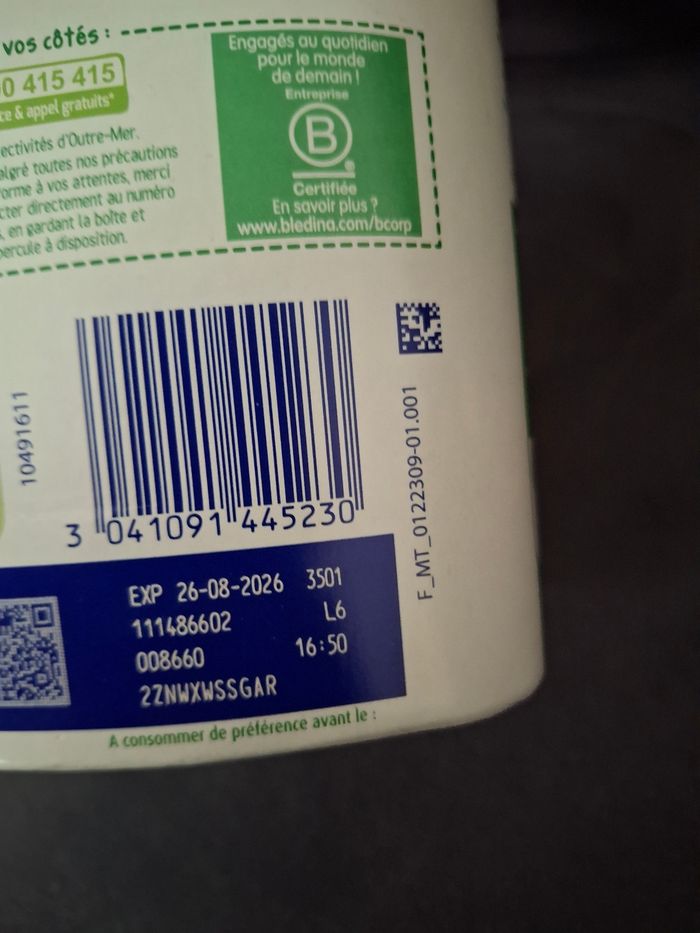 vos côtés :
0 415 415
ce & appel gratuits*
ectivités d'Outre-Mer.
algré toutes nos précautions
orme à vos attentes, merci
cter directement au numéro
, en gardant la boîte et
percule à disposition.
Engagés au quotidien
pour le monde
de demain !
Entreprise
B
Certifiée
En savoir plus ?
www.bledina.com/bcorp
10491611
3 041091 445230
F_MT_0122309-01.001
EXP 26-08-2026 3501
111486602 L6
008660 16:50
2ZNWXWSSGAR
A consommer de préférence avant le :